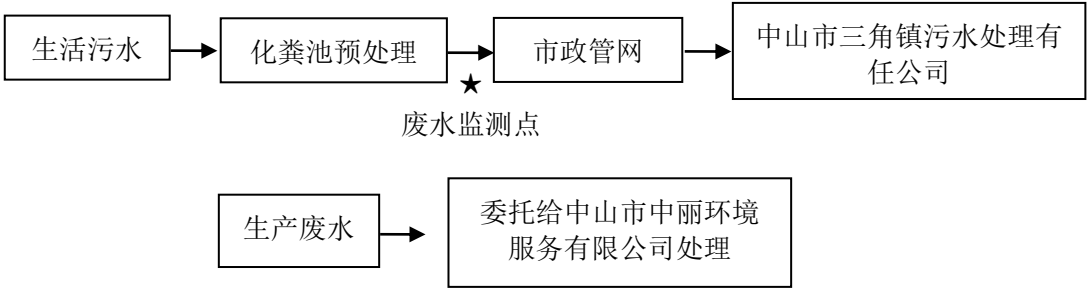 生活污水
化粪池预处理
市政管网
中山市三角镇污水处理有
任公司
★
废水监测点
生产废水
委托给中山市中丽环境
服务有限公司处理